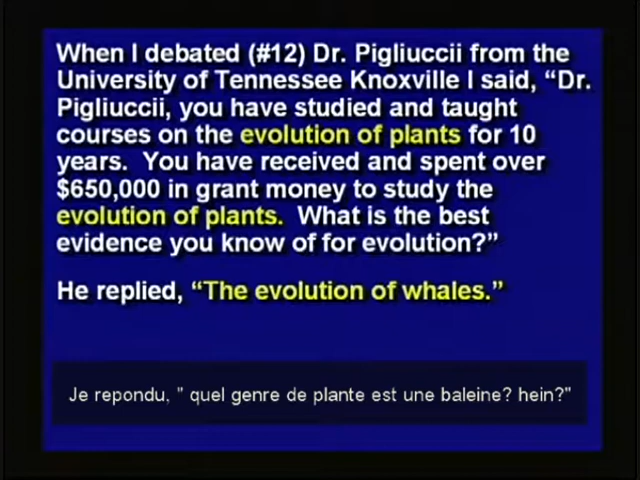 When I debated (#12) Dr. Pigliuccii from the
University of Tennessee Knoxville I said, “Dr.
Pigliuccii, you have studied and taught
courses on the evolution of plants for 10
years.  You have received and spent over
$650,000 in grant money to study the
evolution of plants.  What is the best
evidence you know of for evolution?”
He replied, “The evolution of whales.”
Je repondu, " quel genre de plante est une baleine? hein?"